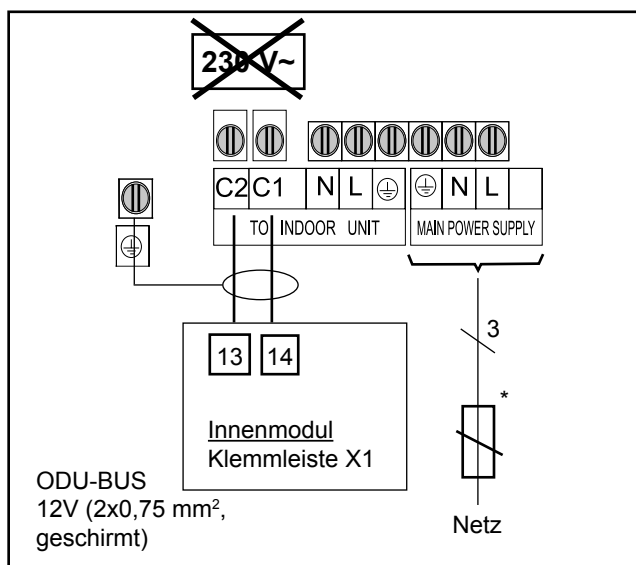 230 V~
C2 C1 N L N L
TO INDOOR UNIT MAIN POWER SUPPLY
3
13 14
*
Innenmodul
Klemmleiste X1
ODU-BUS
12V (2x0,75 mm²,
geschirmt)
Netz